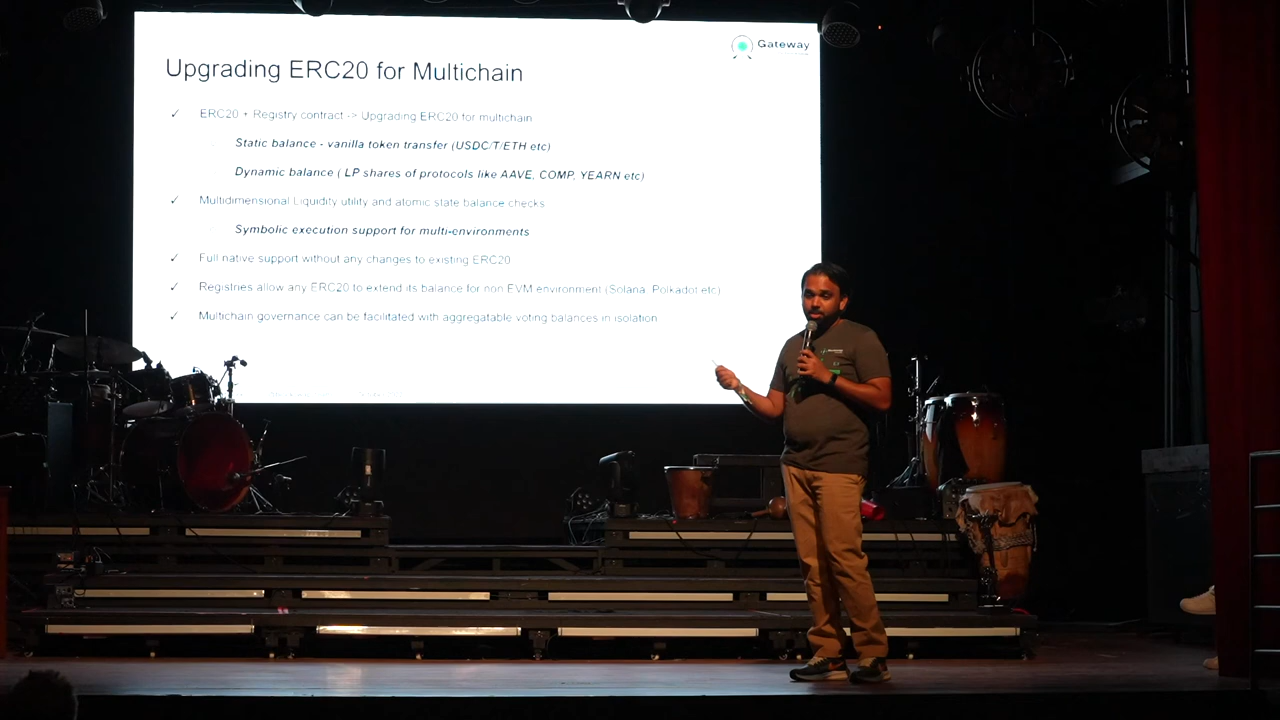 Gateway
Upgrading ERC20 for Multichain
✓ ERC20 + Registry contract -> Upgrading ERC20 for multichain
Static balance - vanilla token transfer (USDC/T/ETH etc)
Dynamic balance ( LP shares of protocols like AAVE, COMP, YEARN etc)
✓ Multidimensional Liquidity utility and atomic state balance checks
Symbolic execution support for multi-environments
✓ Full native support without any changes to existing ERC20
✓ Registries allow any ERC20 to extend its balance for non EVM environment (Solana, Polkadot etc)
✓ Multichain governance can be facilitated with aggregatable voting balances in isolation